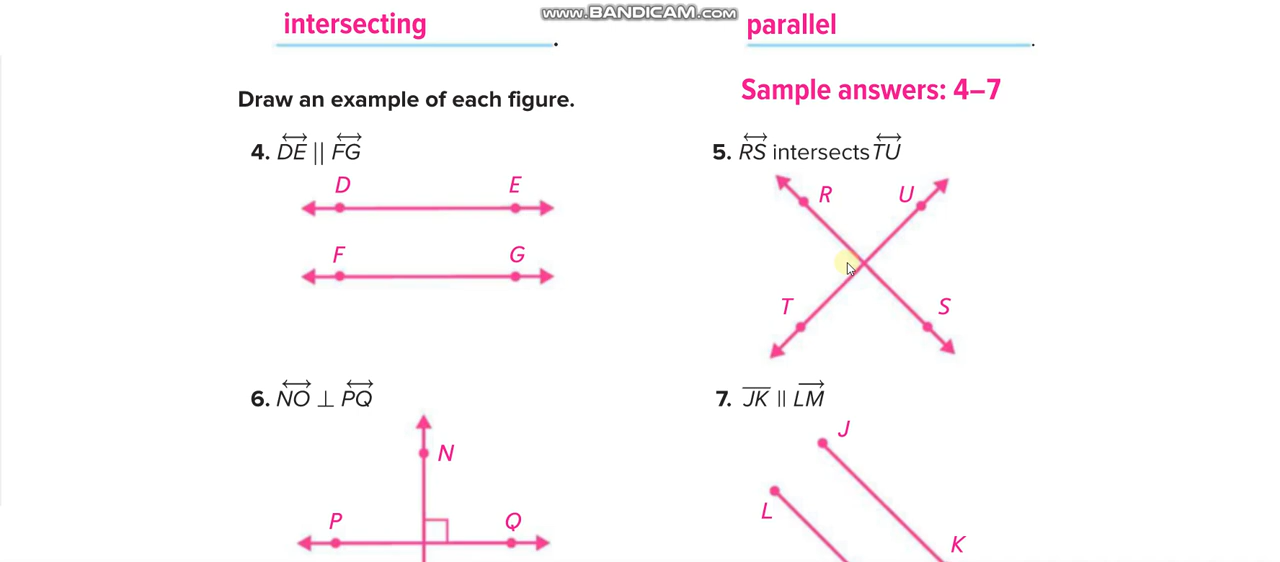 www.BANDICAM.com
intersecting.
parallel.
Draw an example of each figure.
Sample answers: 4–7
4. DE || FG
5. RS intersects TU
D E
F G
R U
T S
6. NO ⊥ PQ
7. JK || LM
N
P Q
J
L
K